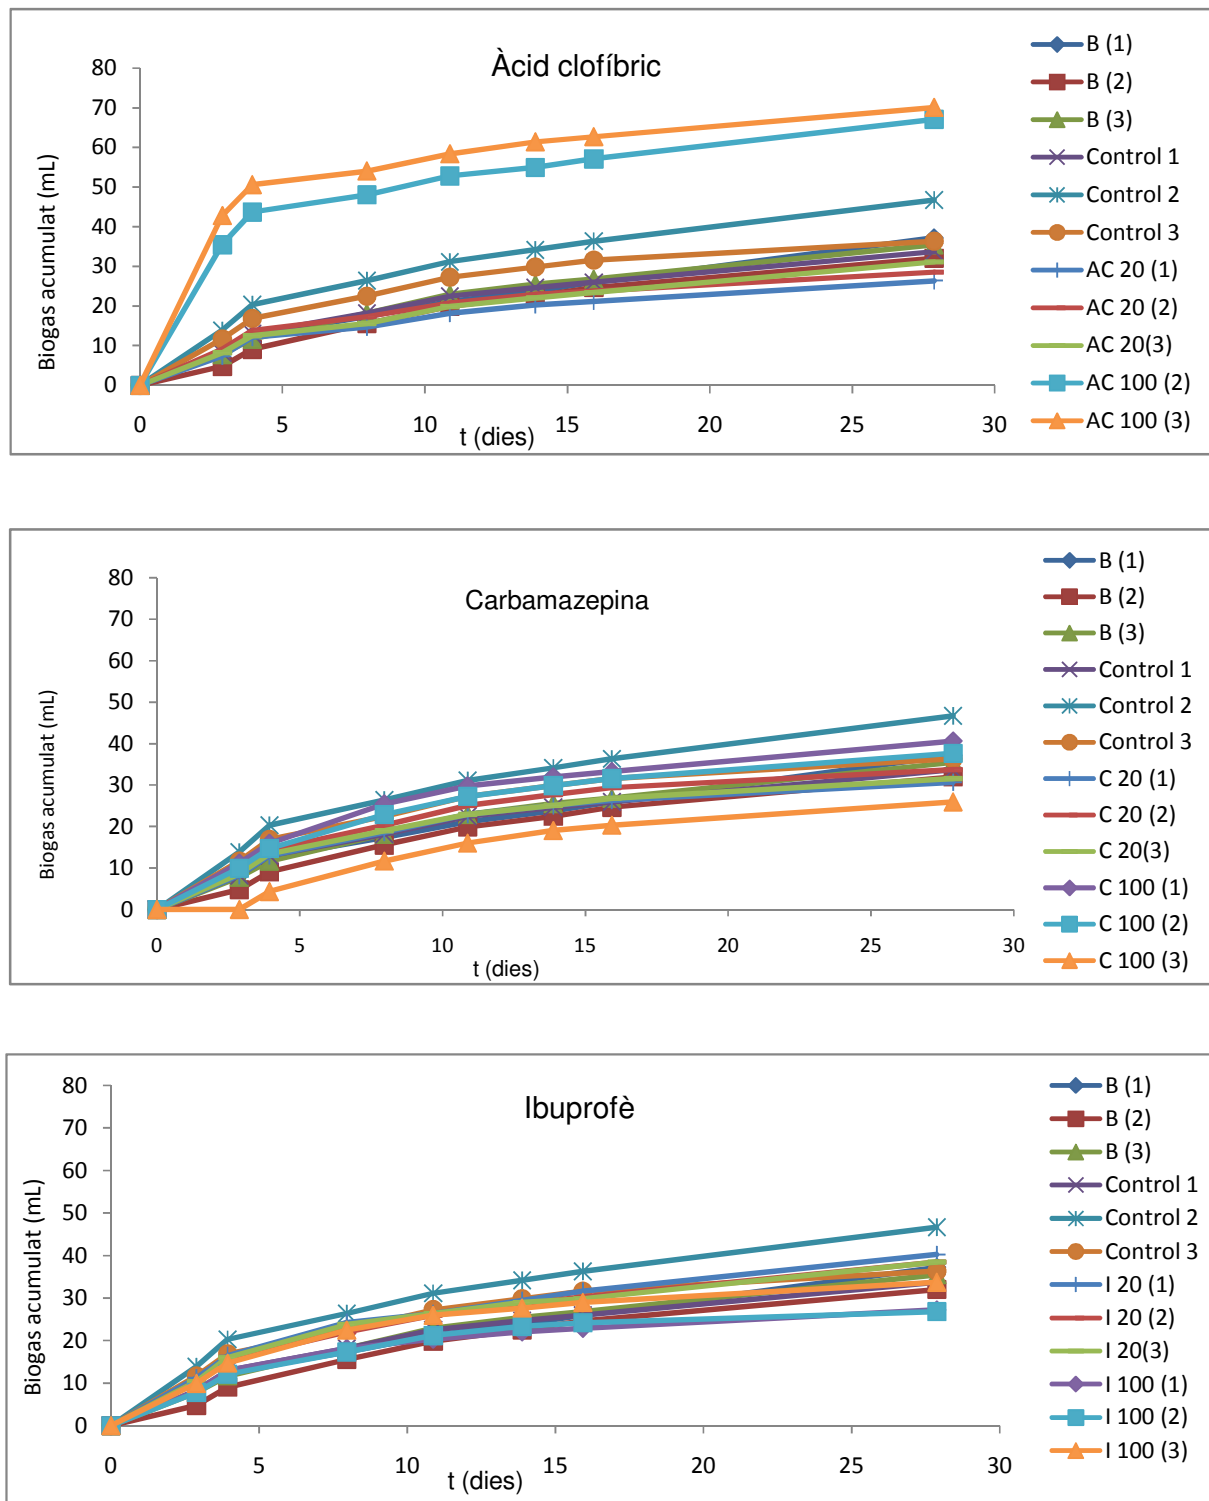 Àcid clofíbric
Biogas acumulat (mL)
80
70
60
50
40
30
20
10
0
0 5 10 15 20 25 30
t (dies)
B (1)
B (2)
B (3)
Control 1
Control 2
Control 3
AC 20 (1)
AC 20 (2)
AC 20(3)
AC 100 (2)
AC 100 (3)
Carbamazepina
Biogas acumulat (mL)
80
70
60
50
40
30
20
10
0
0 5 10 15 20 25 30
t (dies)
B (1)
B (2)
B (3)
Control 1
Control 2
Control 3
C 20 (1)
C 20 (2)
C 20(3)
C 100 (1)
C 100 (2)
C 100 (3)
Ibuprofè
Biogas acumulat (mL)
80
70
60
50
40
30
20
10
0
0 5 10 15 20 25 30
t (dies)
B (1)
B (2)
B (3)
Control 1
Control 2
Control 3
I 20 (1)
I 20 (2)
I 20(3)
I 100 (1)
I 100 (2)
I 100 (3)